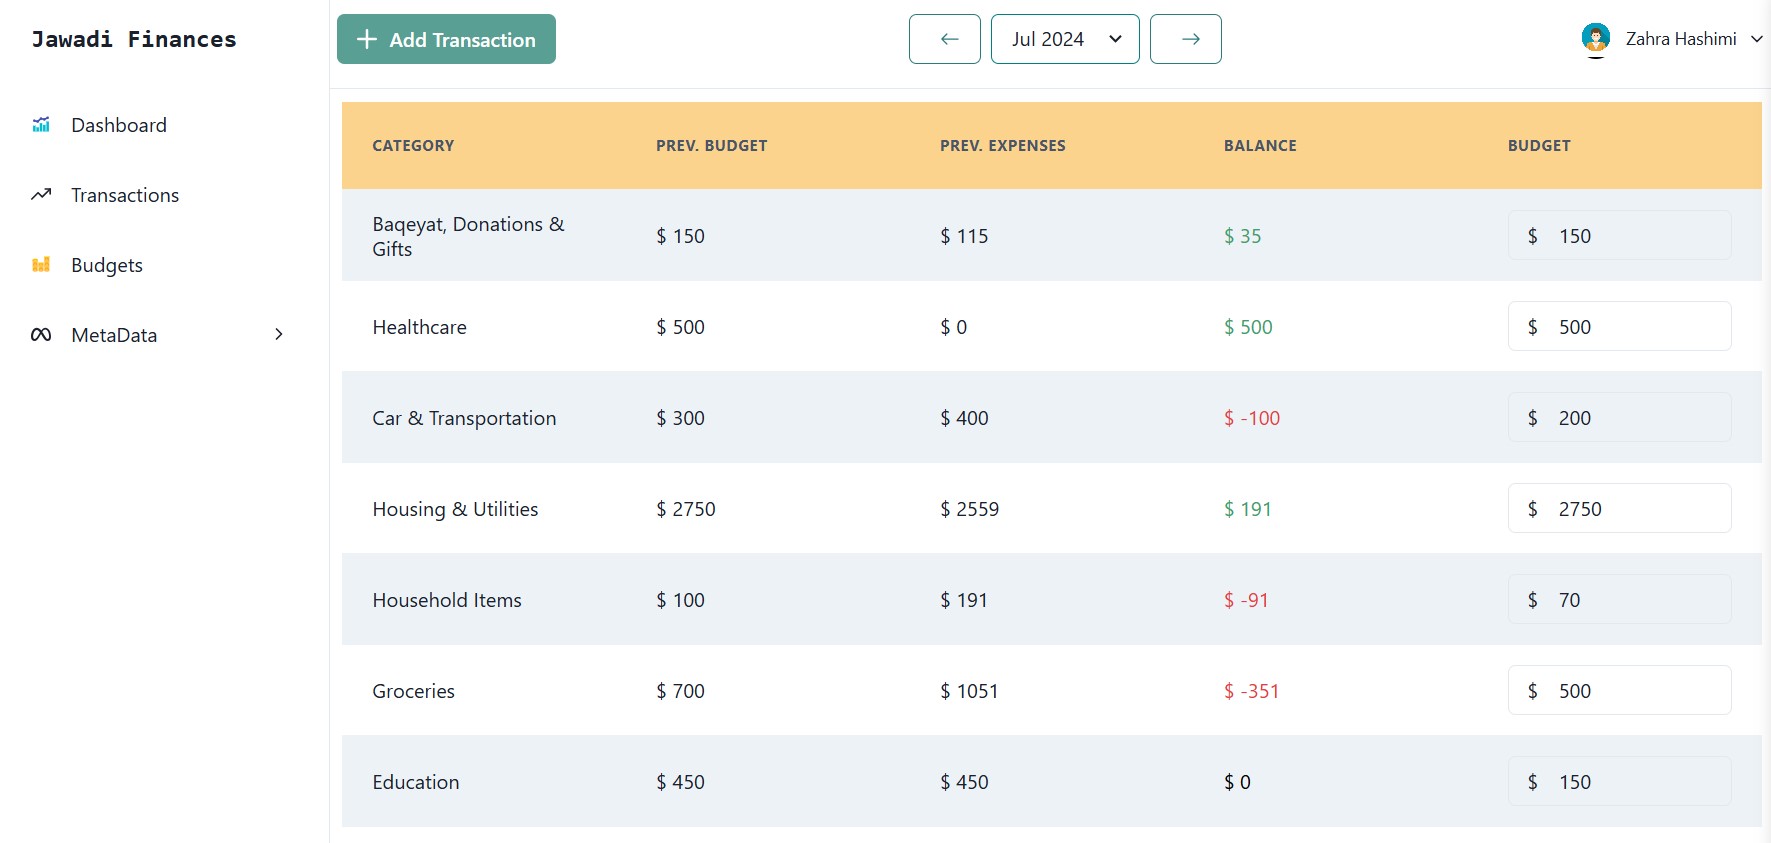 Jawadi Finances
Add Transaction
Jul 2024
Zahra Hashimi
Dashboard
Transactions
Budgets
MetaData
CATEGORY PREV. BUDGET PREV. EXPENSES BALANCE BUDGET
Baqeyat, Donations &
Gifts
$ 150 $ 115 $ 35 $ 150
Healthcare $ 500 $ 0 $ 500 $ 500
Car & Transportation $ 300 $ 400 $ -100 $ 200
Housing & Utilities $ 2750 $ 2559 $ 191 $ 2750
Household Items $ 100 $ 191 $ -91 $ 70
Groceries $ 700 $ 1051 $ -351 $ 500
Education $ 450 $ 450 $ 0 $ 150